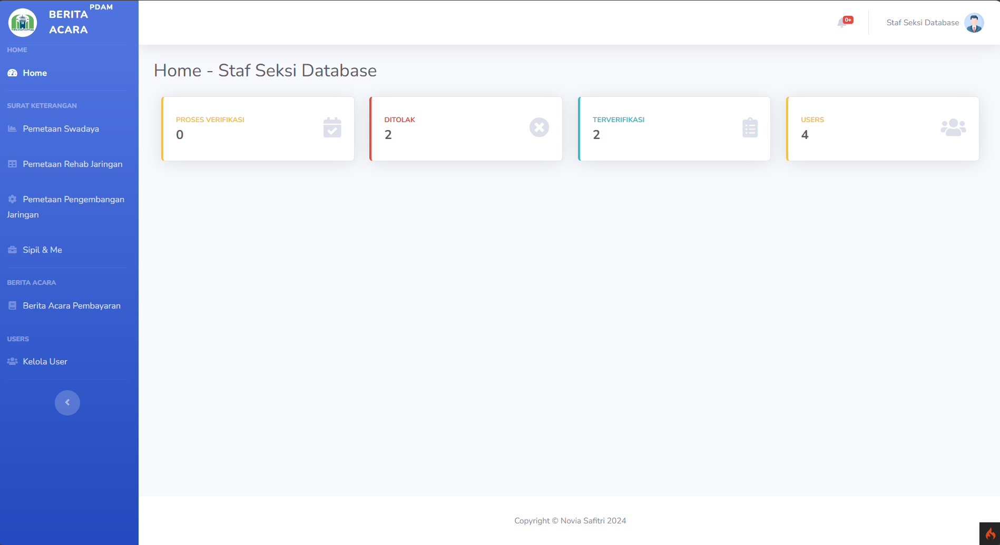 BERITA PDAM
ACARA
HOME
Home
SURAT KETERANGAN
Pemetaan Swadaya
Pemetaan Rehab Jaringan
Pemetaan Pengembangan
Jaringan
Sipil & Me
BERITA ACARA
Berita Acara Pembayaran
USERS
Kelola User
0+
Staf Seksi Database
Home - Staf Seksi Database
PROSES VERIFIKASI
0
DITOLAK
2
TERVERIFIKASI
2
USERS
4
Copyright © Novia Safitri 2024